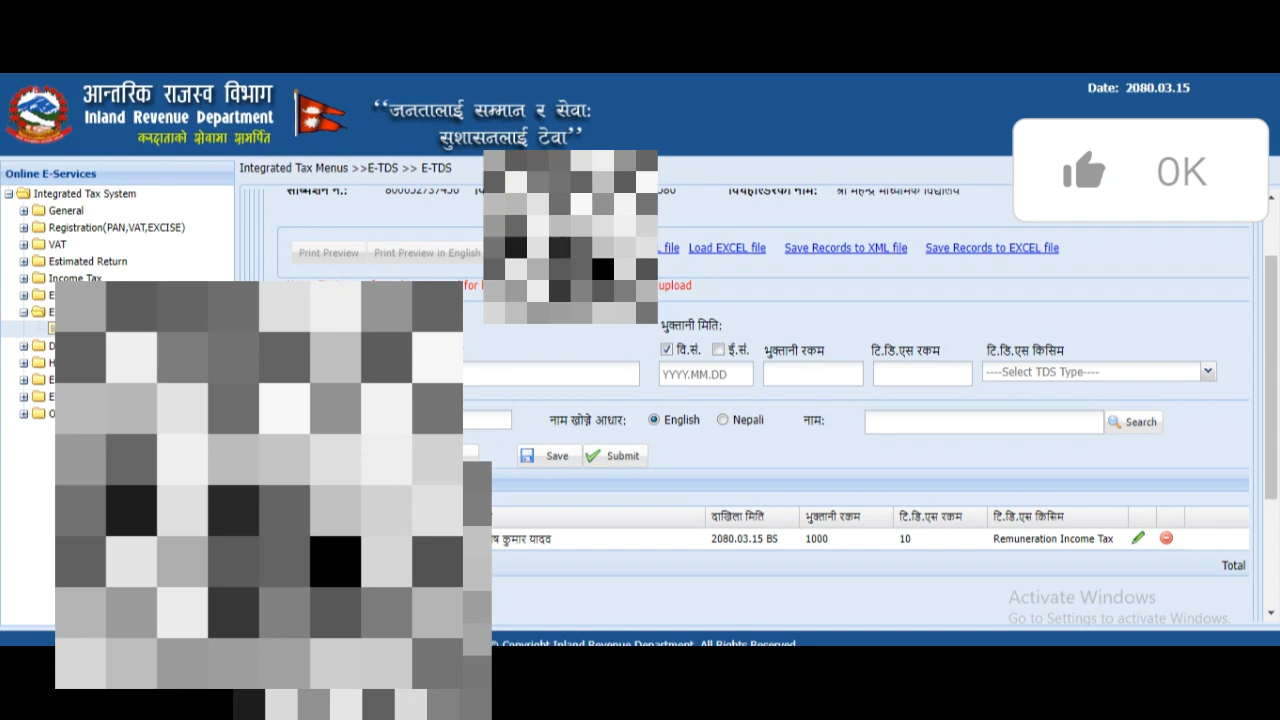 आन्तरिक राजस्व विभाग
Inland Revenue Department
करदाताको सेवामा समर्पित
“जनतालाई सम्मान र सेवाः
सुशासनलाई टेवा”
Date: 2080.03.15
OK
Online E-Services
Integrated Tax Menus >>E-TDS >> E-TDS
Integrated Tax System
General
Registration(PAN,VAT,EXCISE)
VAT
Estimated Return
Income Tax
Print Preview
Print Preview in English
file
Load EXCEL file
Save Records to XML file
Save Records to EXCEL file
upload
भुक्तानी मिति:
वि.सं.
ई.सं.
भुक्तानी रकम
टि.डि.एस रकम
टि.डि.एस किसिम
YYYY.MM.DD
----Select TDS Type----
नाम खोज्ने आधार:
English
Nepali
नाम:
Search
Save
Submit
दाखिला मिति
भुक्तानी रकम
टि.डि.एस रकम
टि.डि.एस किसिम
कुमार यादव
2080.03.15 BS
1000
10
Remuneration Income Tax
Total
Activate Windows
Go to Settings to activate Windows.
© Copyright Inland Revenue Department, All Rights Reserved